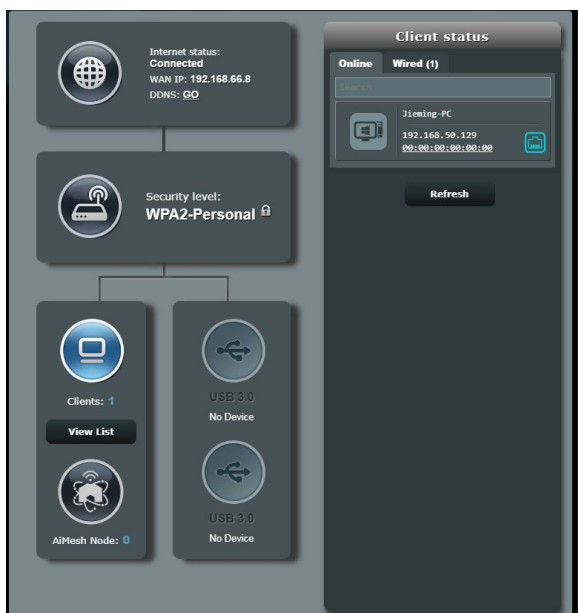 Internet status:
Connected
WAN IP: 192.168.66.8
DDNS: GO
Security level:
WPA2-Personal
Clients: 1
View List
AiMesh Node: 0
USB 3.0
No Device
USB 3.0
No Device
Client status
Online Wired (1)
Search
Jieming-PC
192.168.50.129
00:00:00:00:00:00
Refresh